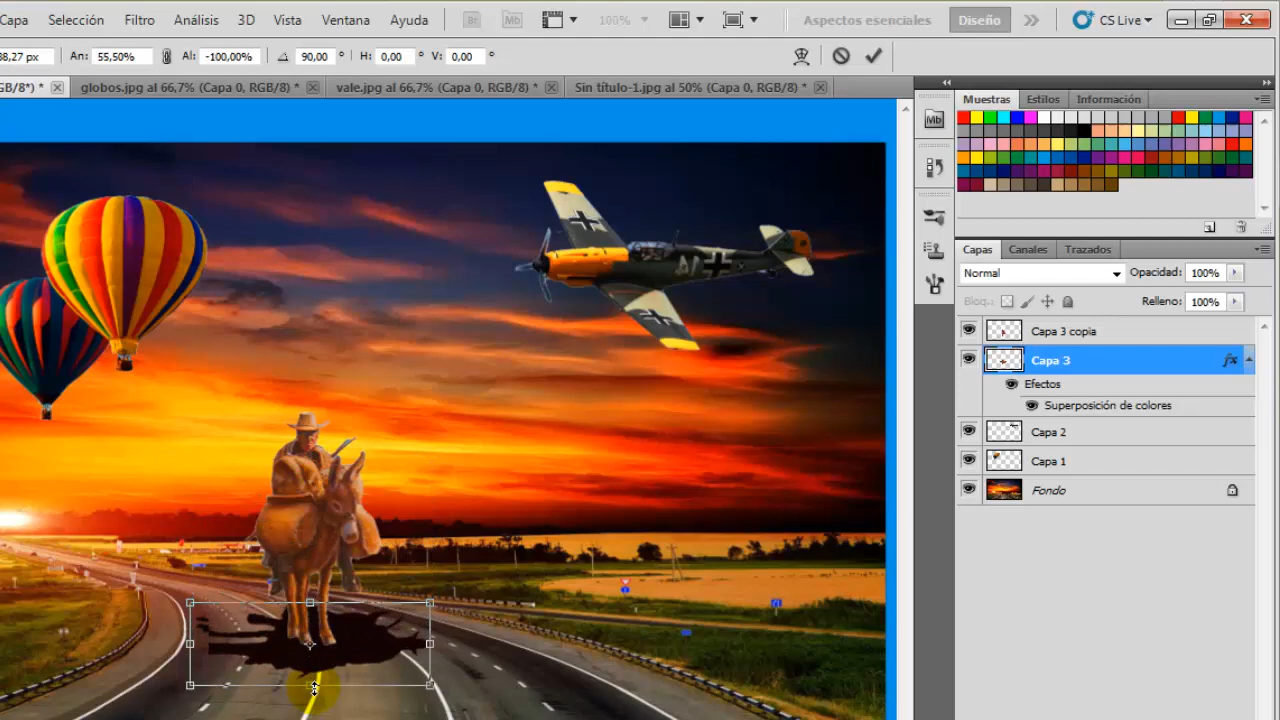 Capa Selección Filtro Análisis 3D Vista Ventana Ayuda Br Mb 100% Aspectos esenciales Diseño CS Live
8,27 px An: 55,50% Al: -100,00% 90,00 ° H: 0,00 ° V: 0,00 °
GB/8*) * globos.jpg al 66,7% (Capa 0, RGB/8) * vale.jpg al 66,7% (Capa 0, RGB/8) * Sin título-1.jpg al 50% (Capa 0, RGB/8) *
Mb
Muestras Estilos Información
Capas Canales Trazados
Normal Opacidad: 100%
Bloq.: Relleno: 100%
Capa 3 copia
Capa 3 fx
Efectos
Superposición de colores
Capa 2
Capa 1
Fondo